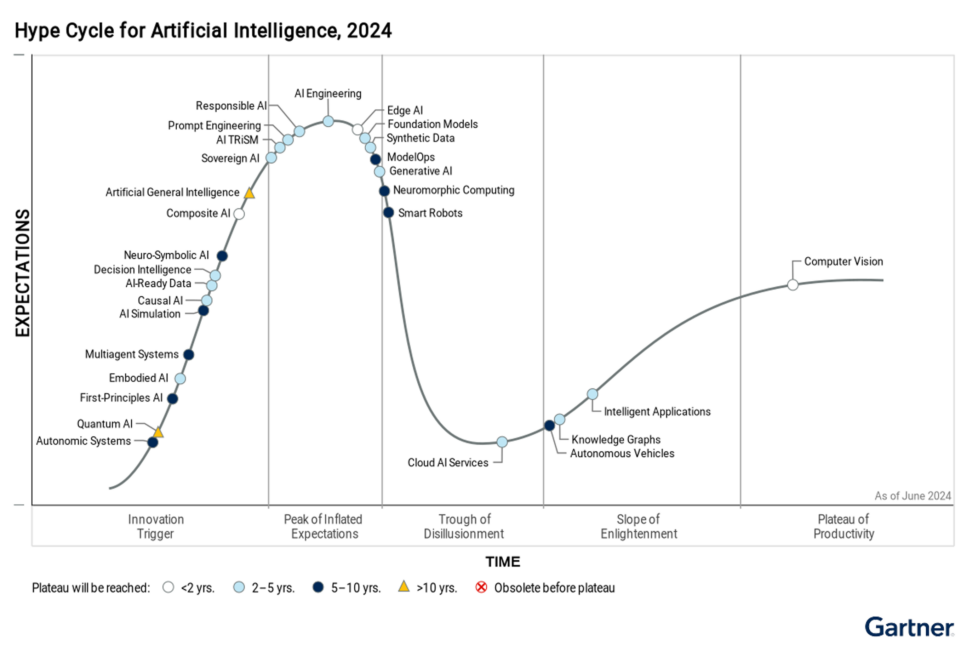 Hype Cycle for Artificial Intelligence, 2024
AI Engineering
Responsible AI
Edge AI
Prompt Engineering
Foundation Models
AI TRiSM
Synthetic Data
Sovereign AI
ModelOps
Generative AI
Artificial General Intelligence
Neuromorphic Computing
Composite AI
Smart Robots
Neuro-Symbolic AI
Decision Intelligence
AI-Ready Data
Causal AI
AI Simulation
Multiagent Systems
Embodied AI
First-Principles AI
Quantum AI
Autonomic Systems
Computer Vision
Intelligent Applications
Knowledge Graphs
Autonomous Vehicles
Cloud AI Services
EXPECTATIONS
As of June 2024
Innovation
Trigger
Peak of Inflated
Expectations
Trough of
Disillusionment
Slope of
Enlightenment
Plateau of
Productivity
TIME
Plateau will be reached: <2 yrs. 2–5 yrs. 5–10 yrs. >10 yrs. Obsolete before plateau
Gartner